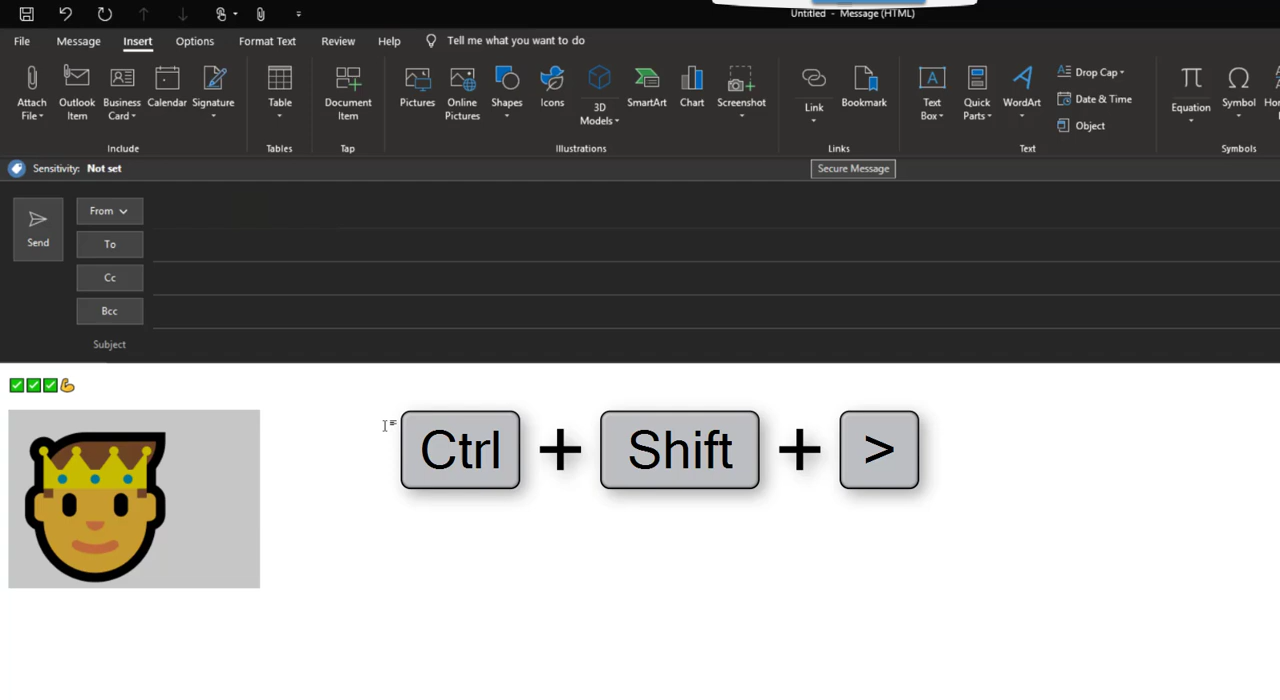 Untitled - Message (HTML)
File Message Insert Options Format Text Review Help Tell me what you want to do
Attach File Outlook Item Business Card Calendar Signature Table Document Item Pictures Online Pictures Shapes Icons 3D Models SmartArt Chart Screenshot Link Bookmark Text Box Quick Parts WordArt Drop Cap Date & Time Object Equation Symbol
Include Tables Tap Illustrations Links Text Symbols
Sensitivity: Not set Secure Message
From
Send To
Cc
Bcc
Subject
✅✅✅💪
Ctrl + Shift + >